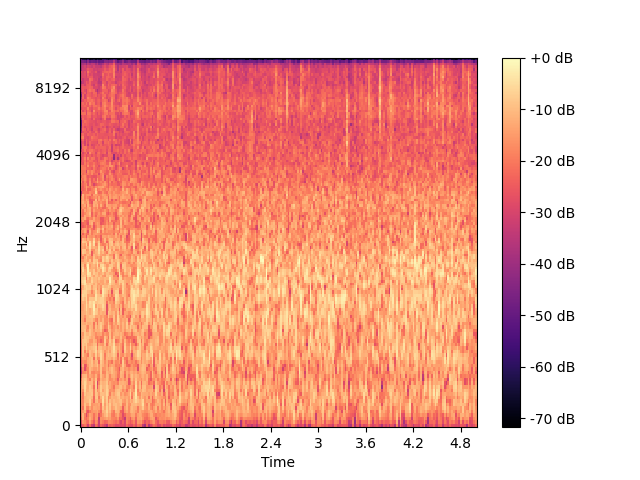 +0 dB
8192
-10 dB
4096
-20 dB
-30 dB
2048
Hz
-40 dB
1024
-50 dB
512
-60 dB
0
-70 dB
0 0.6 1.2 1.8 2.4 3 3.6 4.2 4.8
Time